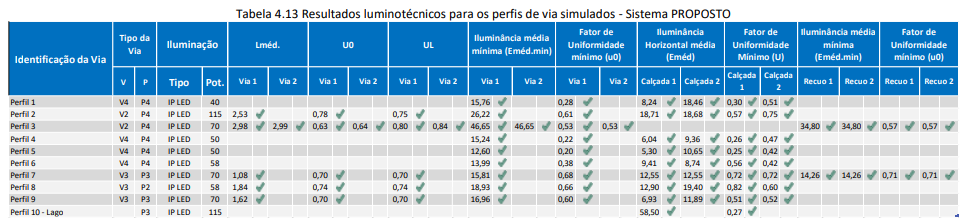 Tabela 4.13 Resultados luminotécnicos para os perfis de via simulados - Sistema PROPOSTO
Identificação da Via Tipo da Via Iluminação Lméd. U0 UL Iluminância média mínima (Eméd.min) Fator de Uniformidade mínimo (u0) Iluminância Horizontal média (Eméd) Fator de Uniformidade Mínimo (U) Iluminância média mínima (Eméd.min) Fator de Uniformidade mínimo (u0)
V P Tipo Pot. Via 1 Via 2 Via 1 Via 2 Via 1 Via 2 Via 1 Via 2 Via 1 Via 2 Calçada 1 Calçada 2 Calçada 1 Calçada 2 Recuo 1 Recuo 2 Recuo 1 Recuo 2
Perfil 1 V4 P4 IP LED 40 15,76 ✔ 0,28 ✔ 8,24 ✔ 18,46 ✔ 0,30 ✔ 0,51 ✔
Perfil 2 V2 P4 IP LED 115 2,53 ✔ 0,78 ✔ 0,75 ✔ 26,22 ✔ 0,61 ✔ 18,71 ✔ 18,68 ✔ 0,57 ✔ 0,75 ✔
Perfil 3 V2 P4 IP LED 70 2,98 ✔ 2,99 ✔ 0,63 ✔ 0,64 ✔ 0,80 ✔ 0,84 ✔ 46,65 ✔ 46,65 ✔ 0,53 ✔ 0,53 ✔ 34,80 ✔ 34,80 ✔ 0,57 ✔ 0,57 ✔
Perfil 4 V4 P4 IP LED 50 15,24 ✔ 0,22 ✔ 6,04 ✔ 9,36 ✔ 0,26 ✔ 0,47 ✔
Perfil 5 V4 P4 IP LED 50 12,60 ✔ 0,20 ✔ 5,30 ✔ 10,65 ✔ 0,25 ✔ 0,42 ✔
Perfil 6 V4 P4 IP LED 58 13,99 ✔ 0,38 ✔ 9,41 ✔ 8,74 ✔ 0,56 ✔ 0,42 ✔
Perfil 7 V3 P3 IP LED 70 1,08 ✔ 0,70 ✔ 0,70 ✔ 15,81 ✔ 0,68 ✔ 12,55 ✔ 12,55 ✔ 0,72 ✔ 0,72 ✔ 14,26 ✔ 14,26 ✔ 0,71 ✔ 0,71 ✔
Perfil 8 V3 P2 IP LED 58 1,84 ✔ 0,74 ✔ 0,74 ✔ 18,93 ✔ 0,66 ✔ 12,90 ✔ 19,40 ✔ 0,82 ✔ 0,60 ✔
Perfil 9 V3 P3 IP LED 70 1,62 ✔ 0,70 ✔ 0,70 ✔ 16,96 ✔ 0,60 ✔ 6,93 ✔ 11,89 ✔ 0,51 ✔ 0,52 ✔
Perfil 10 - Lago P3 IP LED 115 58,50 ✔ 0,27 ✔